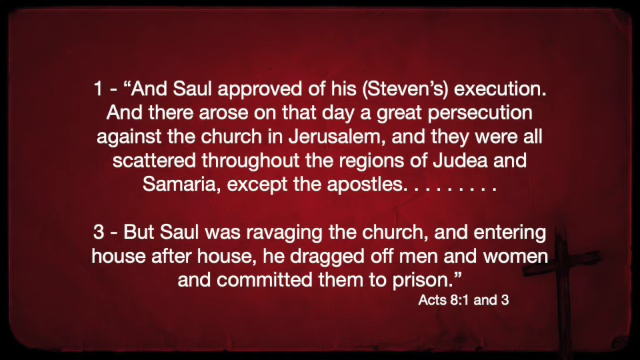 1 - “And Saul approved of his (Steven’s) execution.
And there arose on that day a great persecution
against the church in Jerusalem, and they were all
scattered throughout the regions of Judea and
Samaria, except the apostles. . . . . . . . .
3 - But Saul was ravaging the church, and entering
house after house, he dragged off men and women
and committed them to prison.”
Acts 8:1 and 3